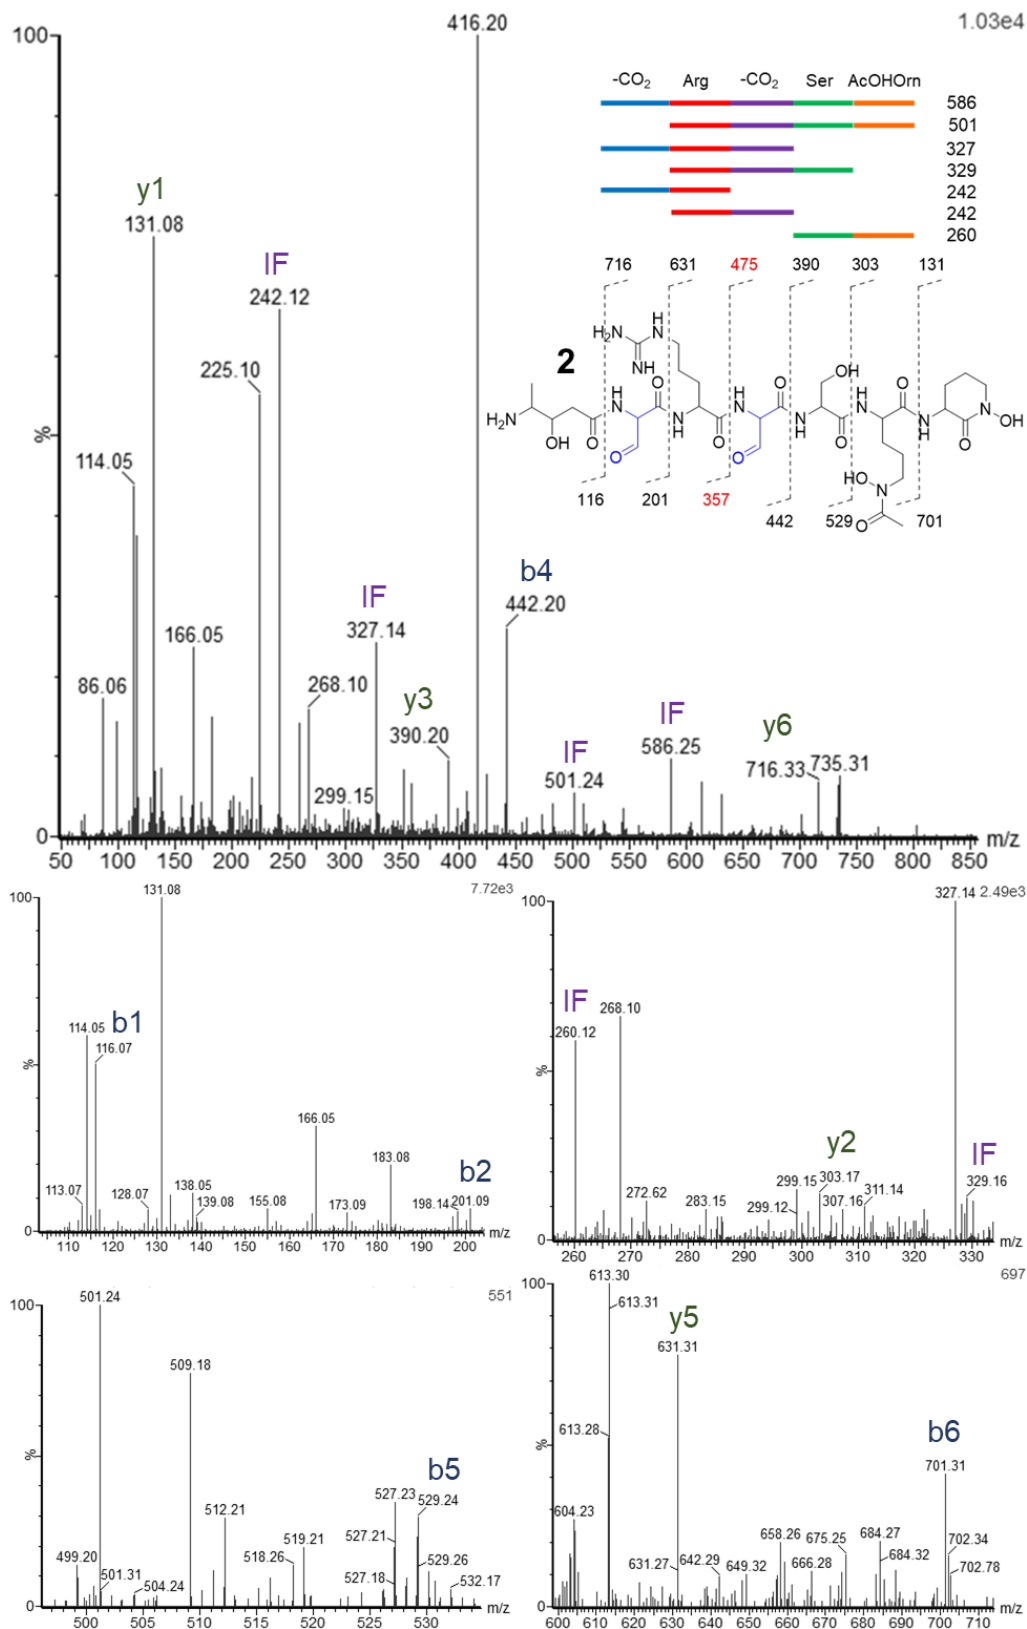 416.20
1.03e4
100
-CO2 Arg -CO2 Ser AcOHOrn
586
501
327
329
242
242
260
y1
131.08
IF
242.12
225.10
114.05
%
716 631 475 390 303 131
H2N
H
N
NH
2
OH
H2N
OH
O
H
N
O
O
N
H
O
H
N
O
O
N
H
O
H
N
O
N
H
O
N
OH
HO
N
O
116 201 357 442 529 701
b4
442.20
IF
327.14
166.05
86.06
268.10
y3
390.20
299.15
IF
501.24
IF
586.25
y6
716.33
735.31
0
50 100 150 200 250 300 350 400 450 500 550 600 650 700 750 800 850 m/z
131.08
7.72e3
100
114.05
b1
116.07
%
166.05
183.08
b2
113.07
128.07
138.05
139.08
155.08
173.09
198.14
201.09
0
110 120 130 140 150 160 170 180 190 200 m/z
327.14
2.49e3
100
IF
260.12
268.10
%
y2
IF
272.62
283.15
299.15
299.12
303.17
307.16
311.14
329.16
0
260 270 280 290 300 310 320 330 m/z
501.24
551
100
509.18
%
b5
527.23
529.24
512.21
527.21
519.21
518.26
499.20
529.26
501.31
504.24
527.18
532.17
0
500 505 510 515 520 525 530 m/z
613.30
697
100
613.31
y5
631.31
613.28
%
b6
701.31
604.23
658.26
675.25
684.27
631.27
642.29
649.32
666.28
684.32
702.34
702.78
0
600 610 620 630 640 650 660 670 680 690 700 710 m/z